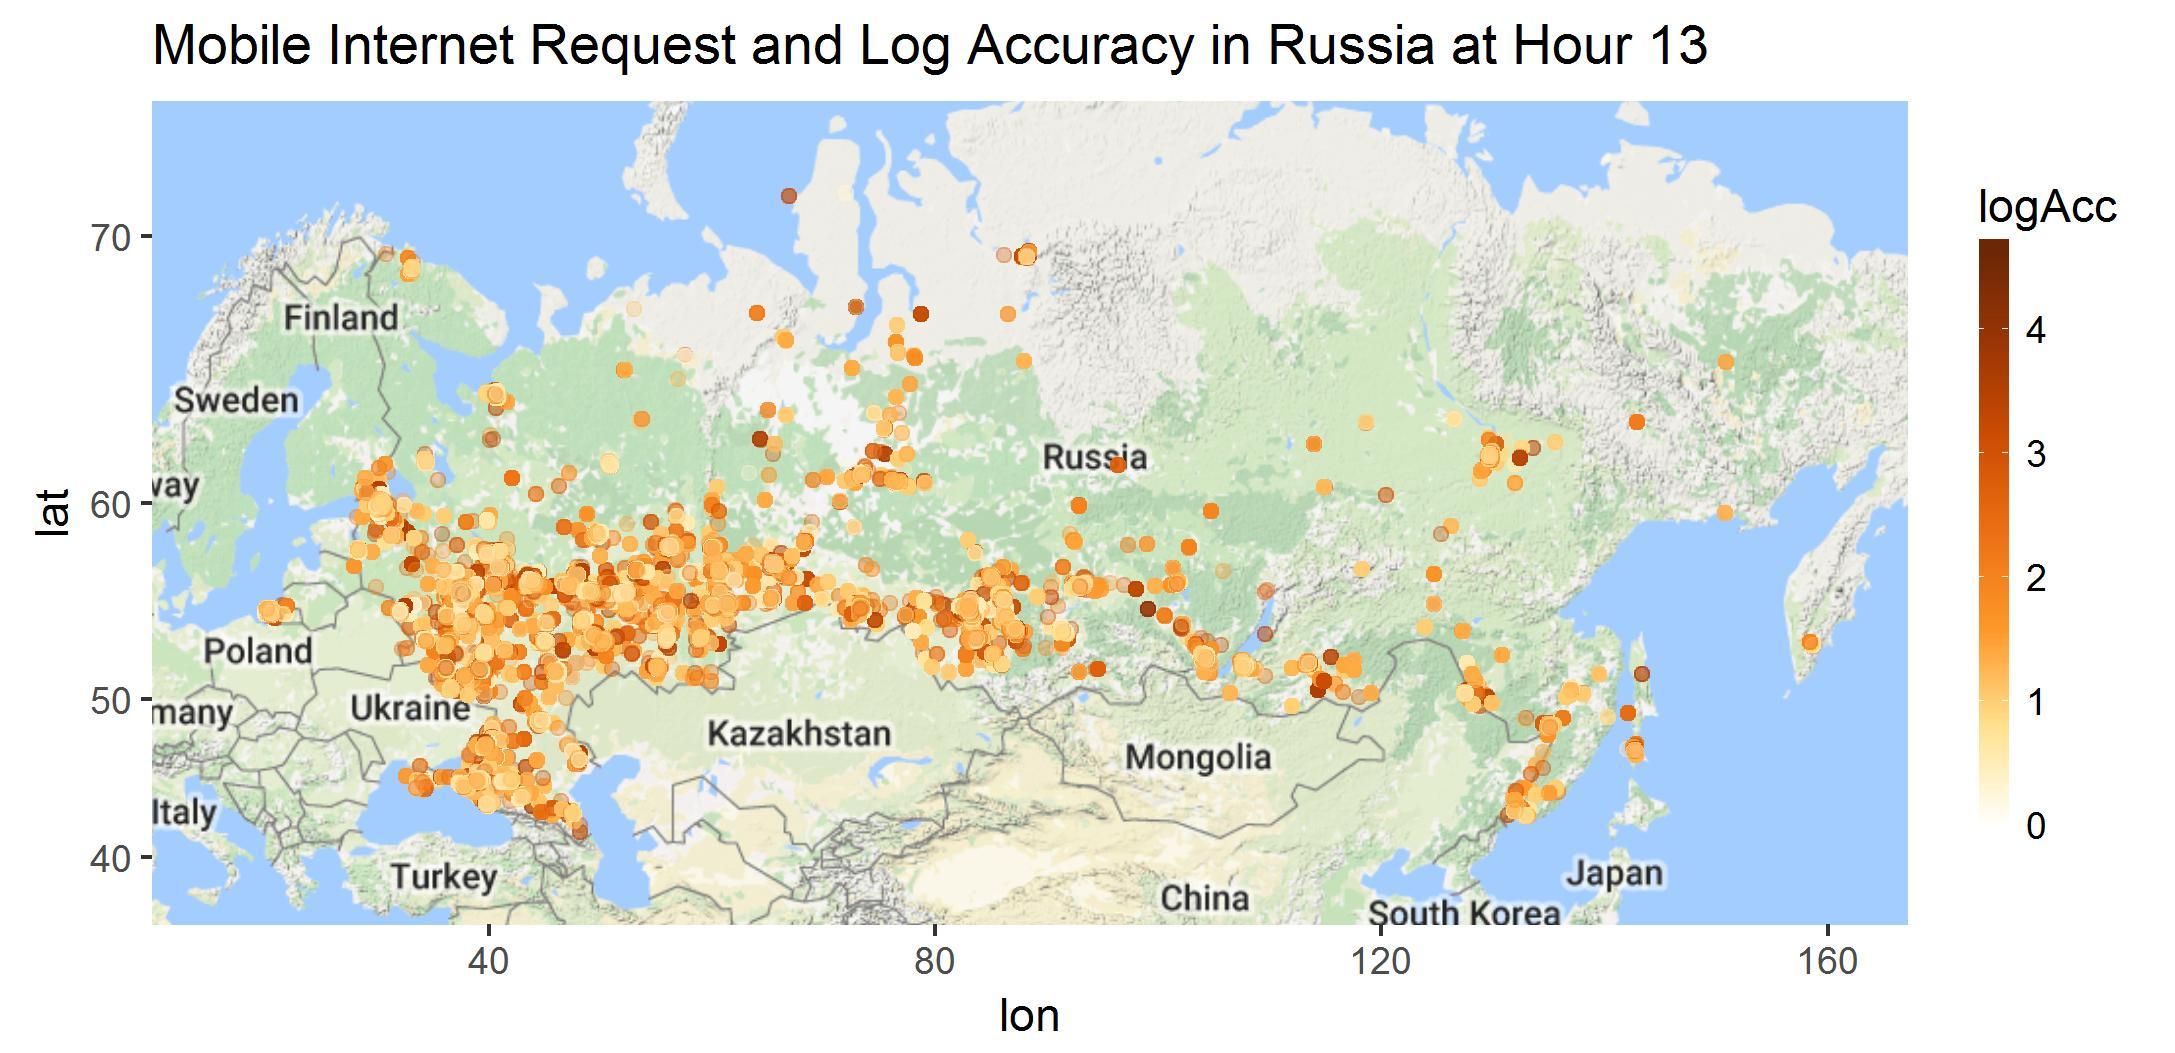 Mobile Internet Request and Log Accuracy in Russia at Hour 13
logAcc
70
Finland
4
Sweden
Russia
way
3
60
lat
2
Poland
50
many
Ukraine
Kazakhstan
1
Mongolia
Italy
0
40
Turkey
China
Japan
South Korea
40
80
120
160
lon